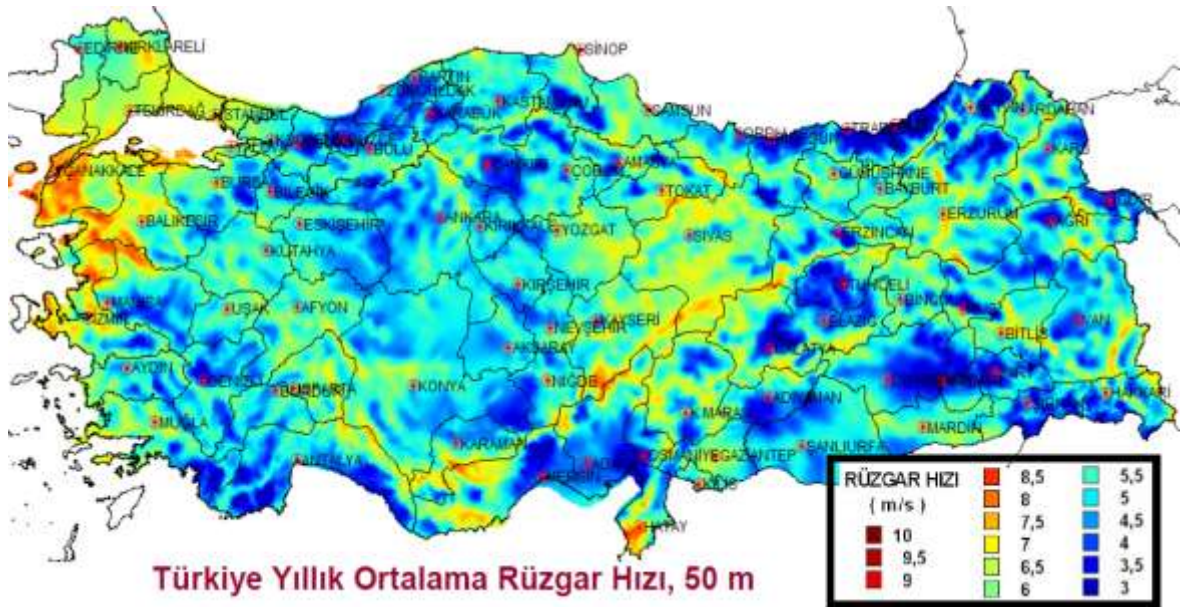 EDİRNE KIRKLARELİ SİNOP
BARTIN
KASTAMONU
TEKİRDAĞ İSTANBUL KARABÜK SAMSUN ARDAHAN
BOLU KARS
ÇANAKKALE AMASYA
BURSA BİLECİK TOKAT GÜMÜŞHANE
BAYBURT
BALIKESİR ESKİŞEHİR ANKARA KIRIKKALE YOZGAT SİVAS ERZİNCAN ERZURUM AĞRI
KÜTAHYA
KIRŞEHİR TUNCELİ BİNGÖL
MANİSA UŞAK AFYON
İZMİR NEVŞEHİR KAYSERİ ELAZIĞ BİTLİS VAN
AKSARAY MALATYA
AYDIN DENİZLİ BURDUR ISPARTA KONYA NİĞDE ADIYAMAN HAKKARİ
MUĞLA K.MARAŞ MARDİN
KARAMAN ŞANLIURFA
ANTALYA MERSİN OSMANİYE GAZİANTEP
KİLİS
HATAY
RÜZGAR HIZI
( m/s )
10
9,5
9
8,5
8
7,5
7
6,5
6
5,5
5
4,5
4
3,5
3
Türkiye Yıllık Ortalama Rüzgar Hızı, 50 m